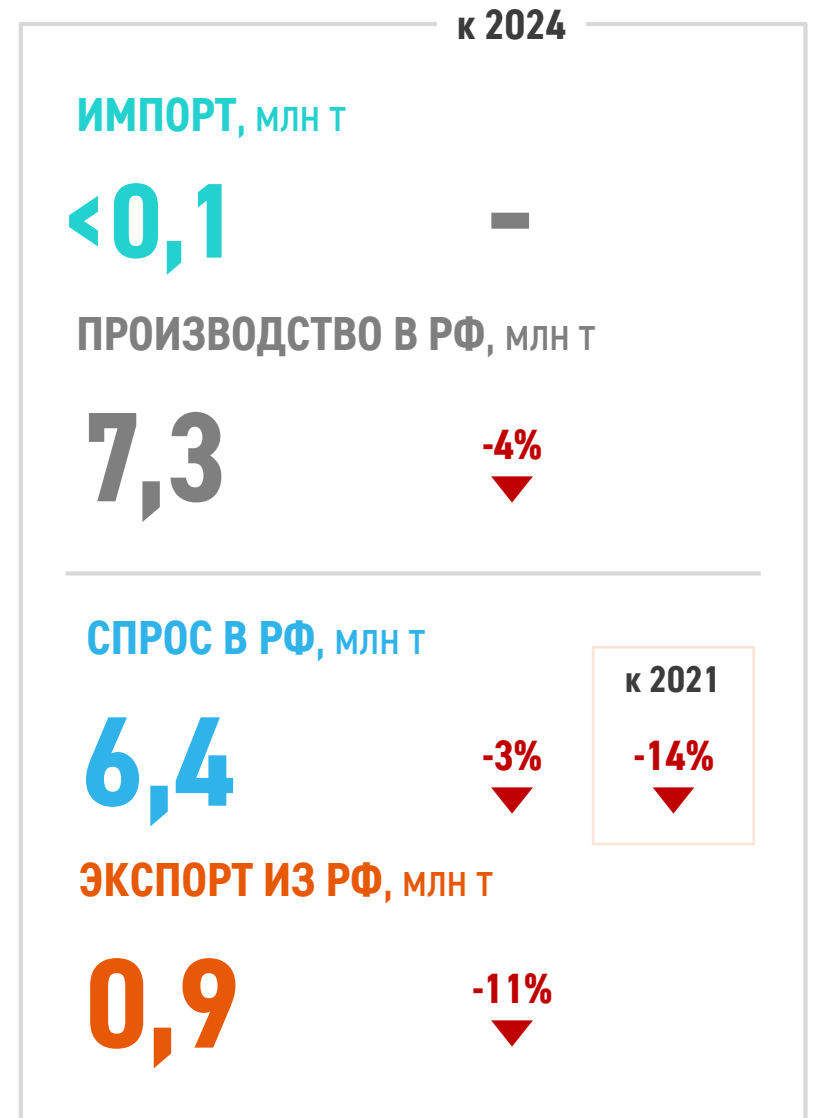 к 2024
ИМПОРТ, МЛН Т
<0,1 -
ПРОИЗВОДСТВО В РФ, МЛН Т
7,3 -4%
СПРОС В РФ, МЛН Т
к 2021
6,4 -3% -14%
ЭКСПОРТ ИЗ РФ, МЛН Т
0,9 -11%